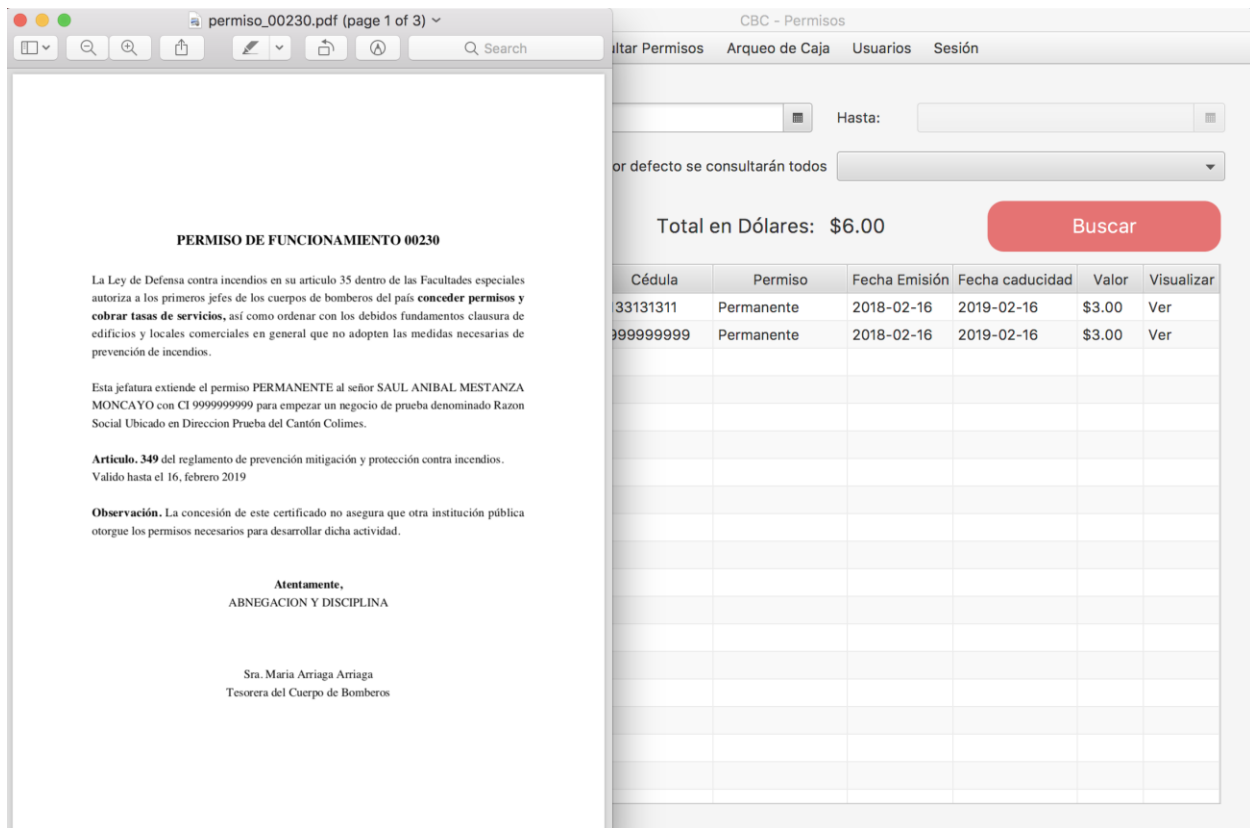 permiso_00230.pdf (page 1 of 3)
Search
PERMISO DE FUNCIONAMIENTO 00230
La Ley de Defensa contra incendios en su articulo 35 dentro de las Facultades especiales
autoriza a los primeros jefes de los cuerpos de bomberos del país conceder permisos y
cobrar tasas de servicios, así como ordenar con los debidos fundamentos clausura de
edificios y locales comerciales en general que no adopten las medidas necesarias de
prevención de incendios.
Esta jefatura extiende el permiso PERMANENTE al señor SAUL ANIBAL MESTANZA
MONCAYO con CI 9999999999 para empezar un negocio de prueba denominado Razon
Social Ubicado en Direccion Prueba del Cantón Colimes.
Articulo. 349 del reglamento de prevención mitigación y protección contra incendios.
Valido hasta el 16, febrero 2019
Observación. La concesión de este certificado no asegura que otra institución pública
otorgue los permisos necesarios para desarrollar dicha actividad.
Atentamente,
ABNEGACION Y DISCIPLINA
Sra. Maria Arriaga Arriaga
Tesorera del Cuerpo de Bomberos
CBC - Permisos
ltar Permisos Arqueo de Caja Usuarios Sesión
Hasta:
or defecto se consultarán todos
Total en Dólares: $6.00 Buscar
Cédula Permiso Fecha Emisión Fecha caducidad Valor Visualizar
133131311 Permanente 2018-02-16 2019-02-16 $3.00 Ver
999999999 Permanente 2018-02-16 2019-02-16 $3.00 Ver